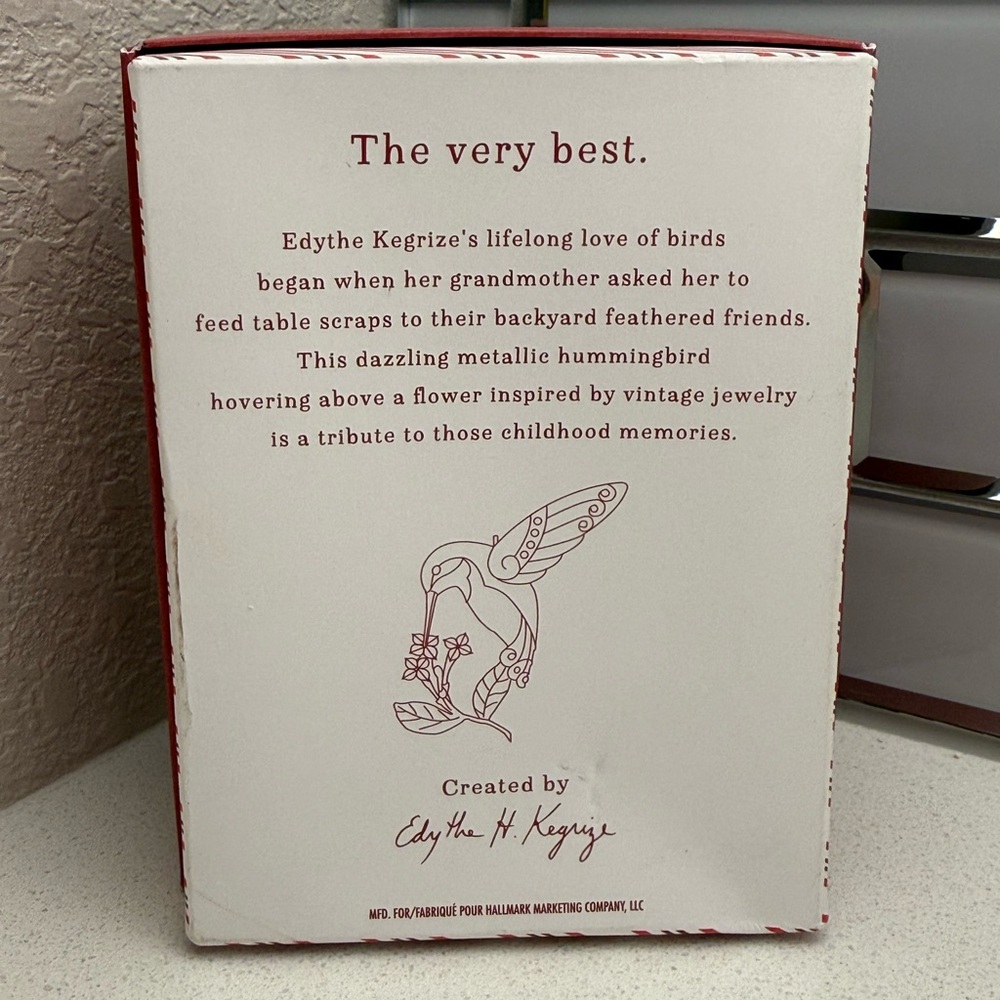 The very best.
Edythe Kegrize's lifelong love of birds
began when her grandmother asked her to
feed table scraps to their backyard feathered friends.
This dazzling metallic hummingbird
hovering above a flower inspired by vintage jewelry
is a tribute to those childhood memories.
Created by
Edythe H. Kegrize
MFD. FOR/FABRIQUÉ POUR HALLMARK MARKETING COMPANY, LLC